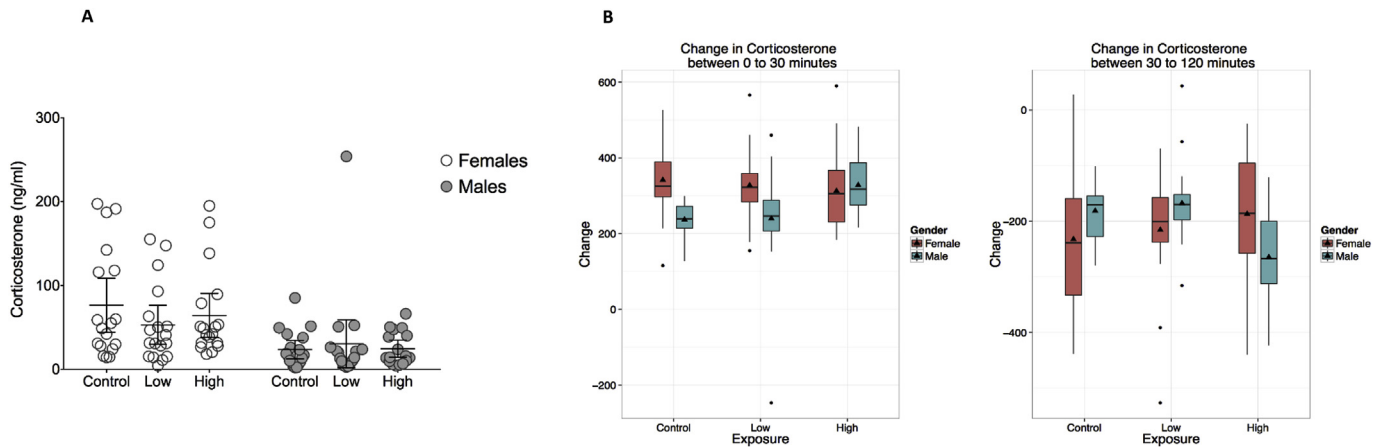 A
Corticosterone (ng/ml)
300
200
100
0
Control
Low
High
Control
Low
High
Females
Males
B
Change in Corticosterone
between 0 to 30 minutes
Change
600
400
200
0
−200
Control
Low
High
Exposure
Gender
Female
Male
Change in Corticosterone
between 30 to 120 minutes
Change
0
−200
−400
Control
Low
High
Exposure
Gender
Female
Male